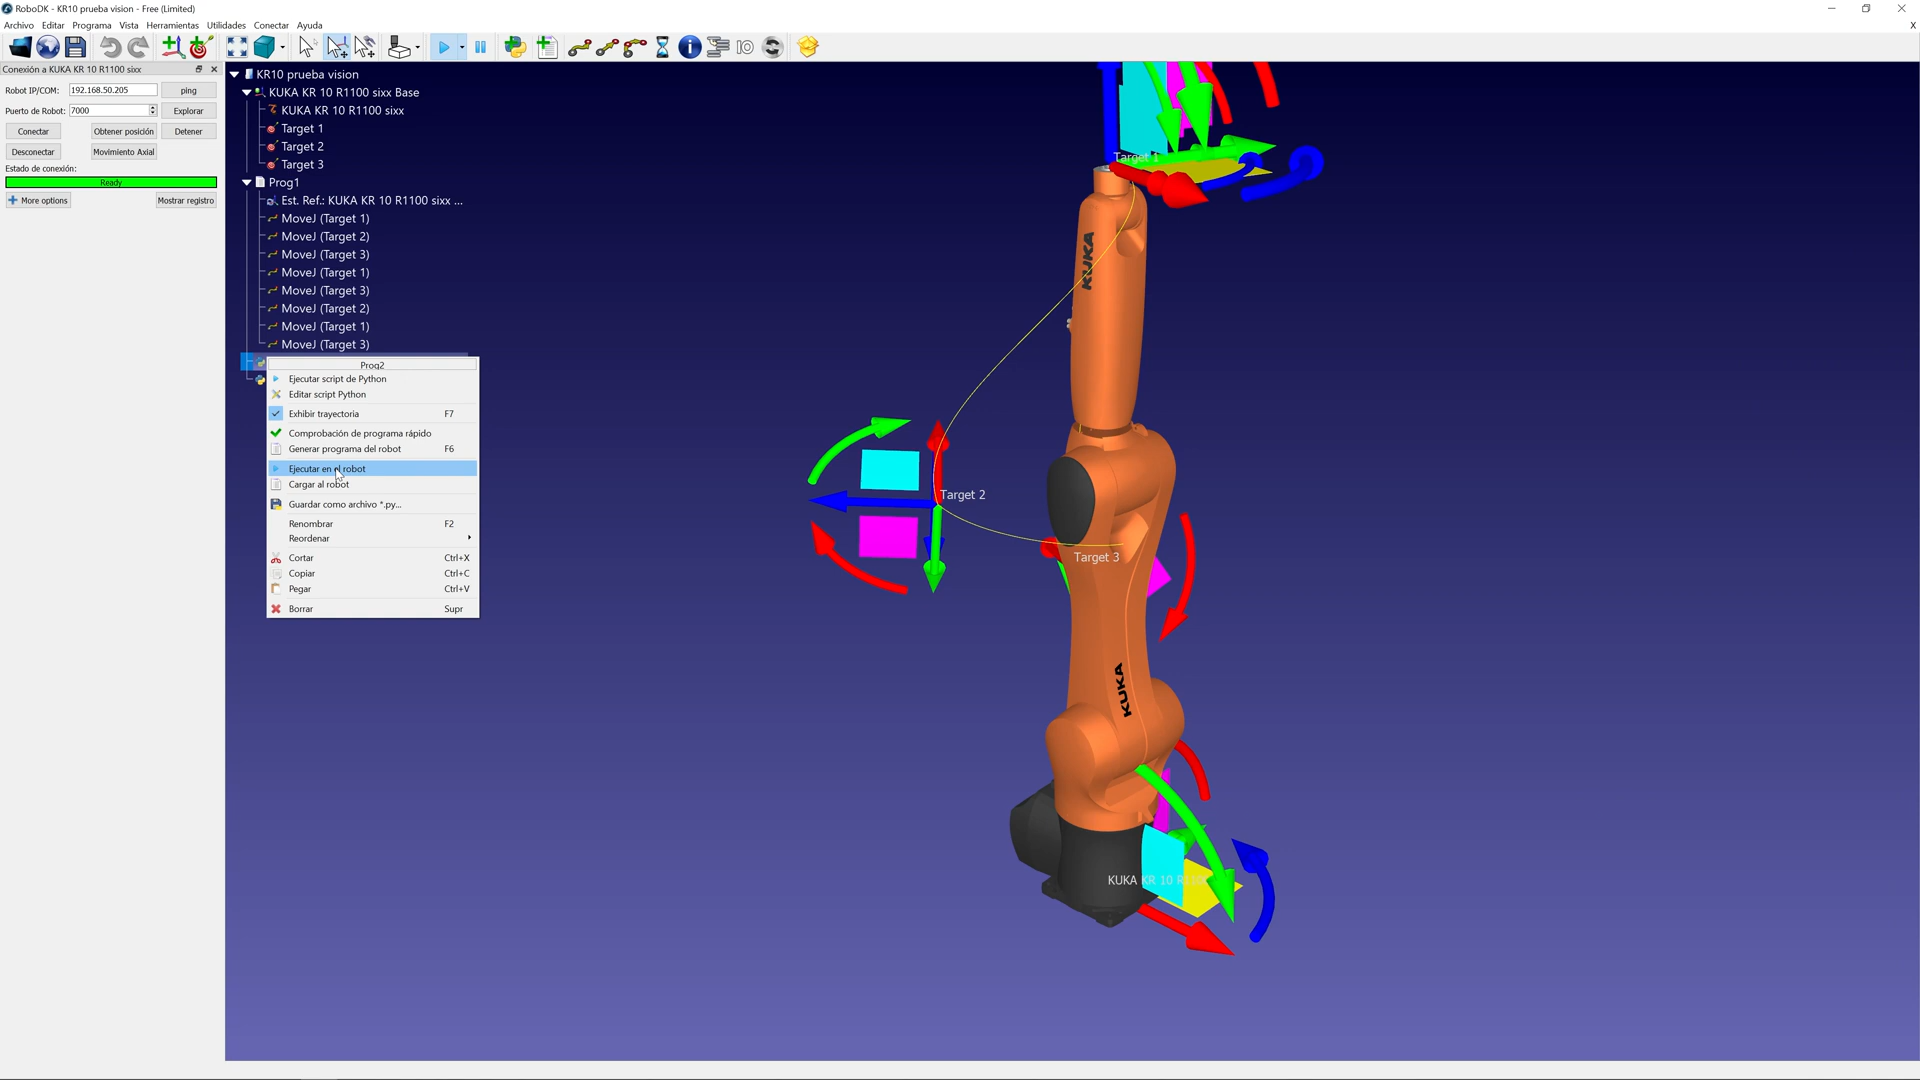 RoboDK - KR10 prueba vision - Free (Limited)
Archivo Editar Programa Vista Herramientas Utilidades Conectar Ayuda
X
IO
Conexión a KUKA KR 10 R1100 sixx
Robot IP/COM: 192.168.50.205 ping
Puerto de Robot: 7000 Explorar
Conectar Obtener posición Detener
Desconectar Movimiento Axial
Estado de conexión:
Ready
More options Mostrar registro
KR10 prueba vision
KUKA KR 10 R1100 sixx Base
KUKA KR 10 R1100 sixx
Target 1
Target 2
Target 3
Prog1
Est. Ref.: KUKA KR 10 R1100 sixx ...
MoveJ (Target 1)
MoveJ (Target 2)
MoveJ (Target 3)
MoveJ (Target 1)
MoveJ (Target 3)
MoveJ (Target 2)
MoveJ (Target 1)
MoveJ (Target 3)
Prog2
Ejecutar script de Python
Editar script Python
Exhibir trayectoria F7
Comprobación de programa rápido
Generar programa del robot F6
Ejecutar en el robot
Cargar al robot
Guardar como archivo *.py...
Renombrar F2
Reordenar
Cortar Ctrl+X
Copiar Ctrl+C
Pegar Ctrl+V
Borrar Supr
Target 1
KUKA
Target 2
Target 3
KUKA
KUKA KR 10